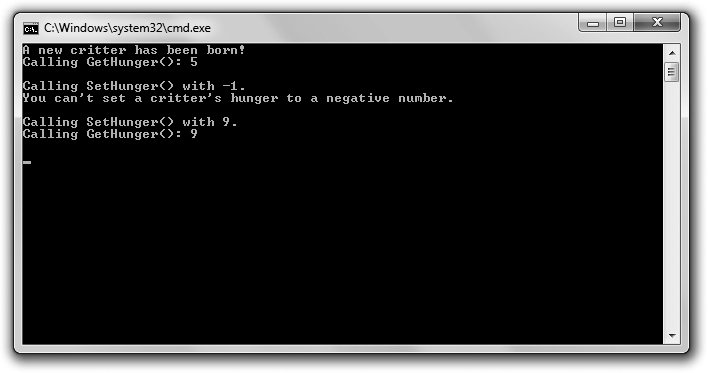 C:\Windows\system32\cmd.exe
A new critter has been born!
Calling GetHunger(): 5
Calling SetHunger() with -1.
You can't set a critter's hunger to a negative number.
Calling SetHunger() with 9.
Calling GetHunger(): 9